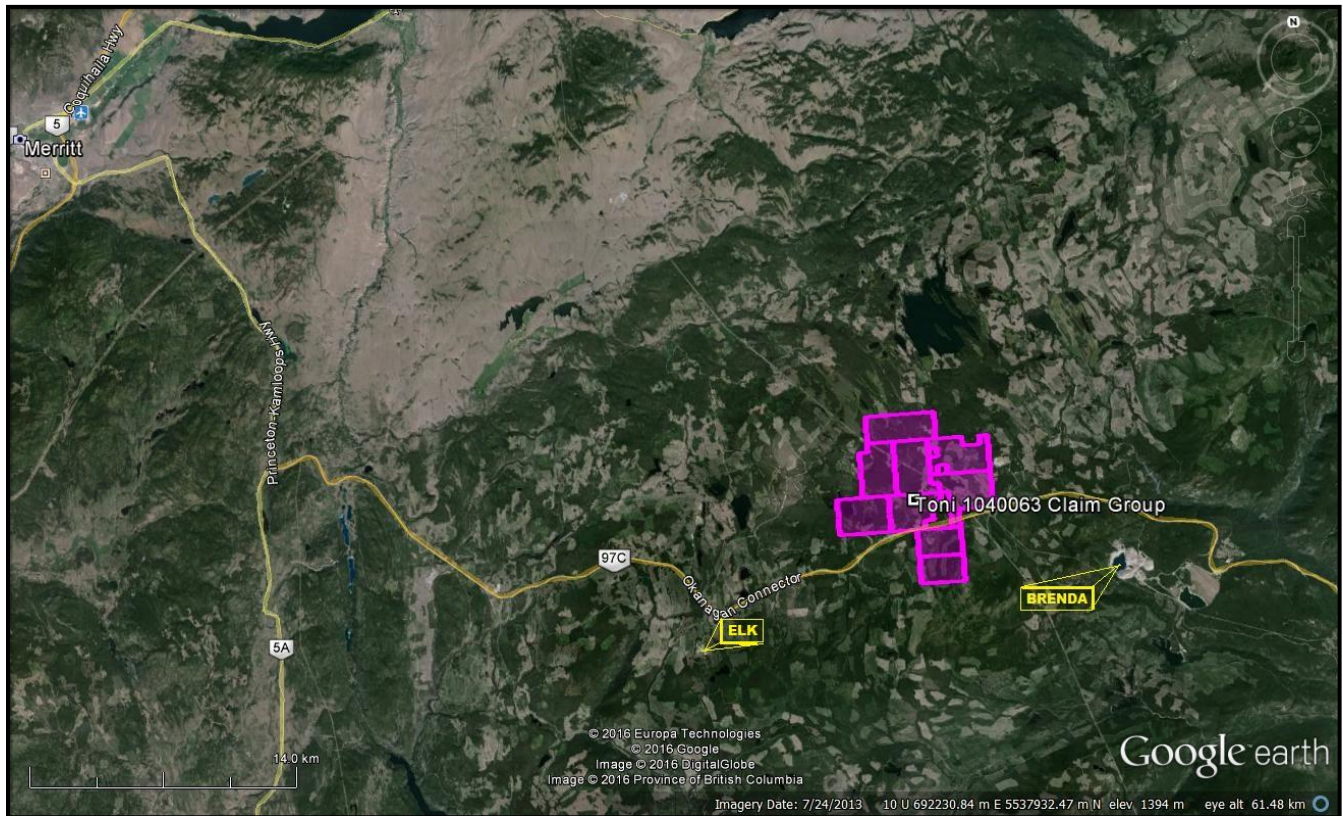 N
Coquihalla Hwy
5
Merritt
Princeton-Kamloops Hwy
Toni 1040063 Claim Group
97C
Okanagan Connector
BRENDA
ELK
5A
14.0 km
© 2016 Europa Technologies
© 2016 Google
Image © 2016 DigitalGlobe
Image © 2016 Province of British Columbia
Google earth
Imagery Date: 7/24/2013 10 U 692230.84 m E 5537932.47 m N elev 1394 m eye alt 61.48 km